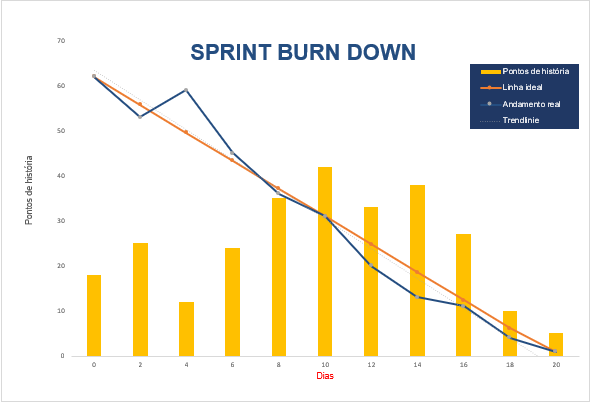 SPRINT BURN DOWN
Pontos de história
Linha ideal
Andamento real
Trendlinie
Pontos de história
70
60
50
40
30
20
10
0
0 2 4 6 8 10 12 14 16 18 20
Dias